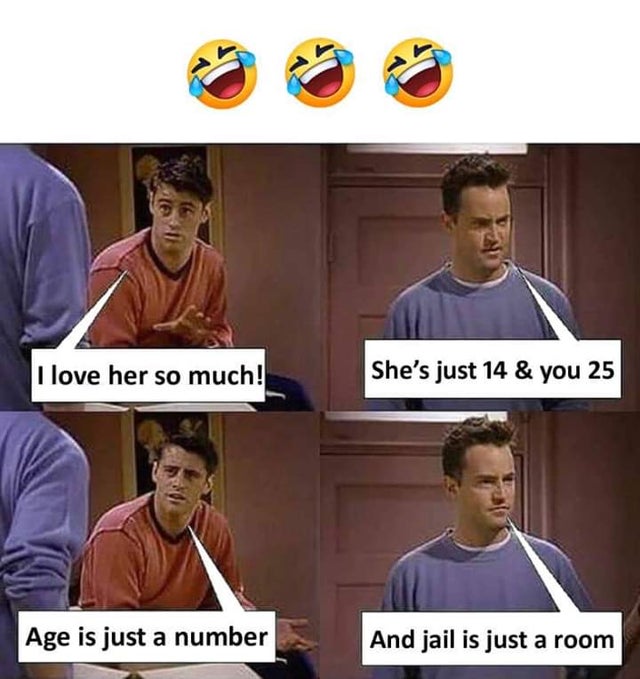 I love her so much!
She's just 14 & you 25
Age is just a number
And jail is just a room